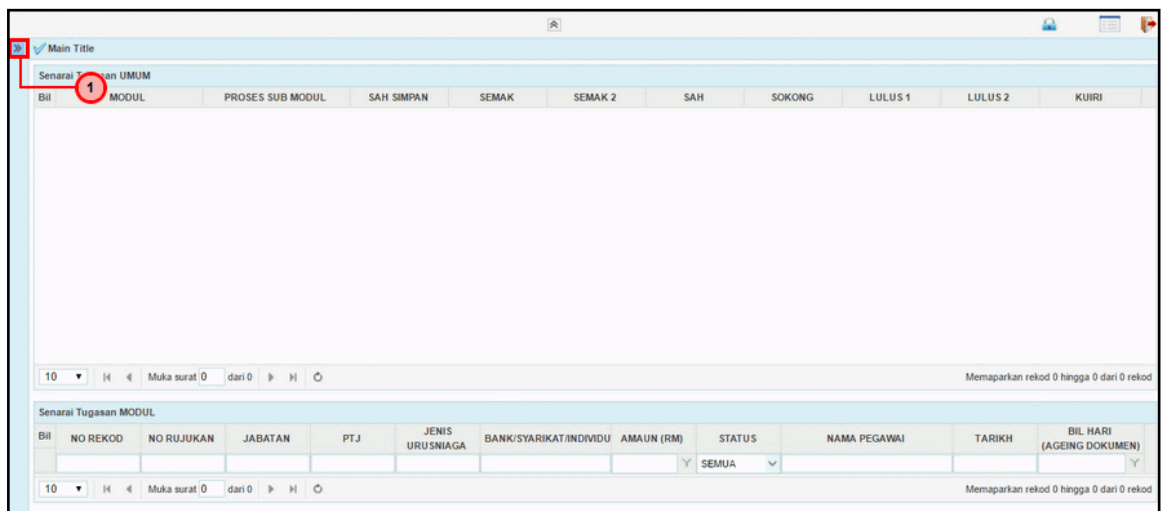 Main Title
Senarai Tugasan UMUM
1
Bil MODUL PROSES SUB MODUL SAH SIMPAN SEMAK SEMAK 2 SAH SOKONG LULUS 1 LULUS 2 KUIRI
10 Muka surat 0 dari 0 Memaparkan rekod 0 hingga 0 dari 0 rekod
Senarai Tugasan MODUL
Bil NO REKOD NO RUJUKAN JABATAN PTJ JENIS URUSNIAGA BANK/SYARIKAT/INDIVIDU AMAUN (RM) STATUS NAMA PEGAWAI TARIKH BIL HARI (AGEING DOKUMEN)
SEMUA
10 Muka surat 0 dari 0 Memaparkan rekod 0 hingga 0 dari 0 rekod